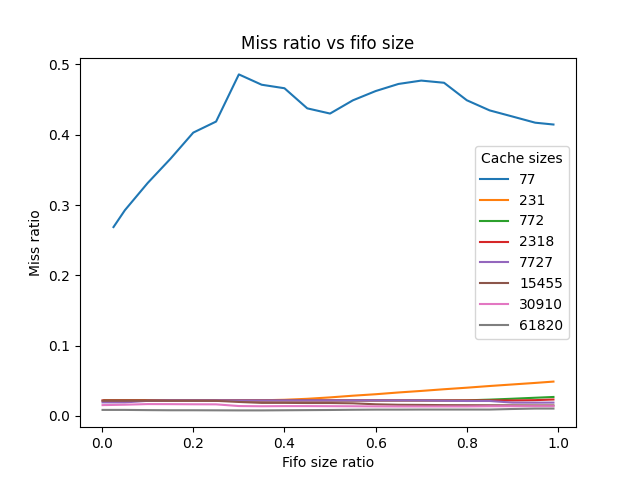 Miss ratio vs fifo size
0.5
0.4
0.3
0.2
0.1
0.0
Miss ratio
Cache sizes
77
231
772
2318
7727
15455
30910
61820
0.0 0.2 0.4 0.6 0.8 1.0
Fifo size ratio